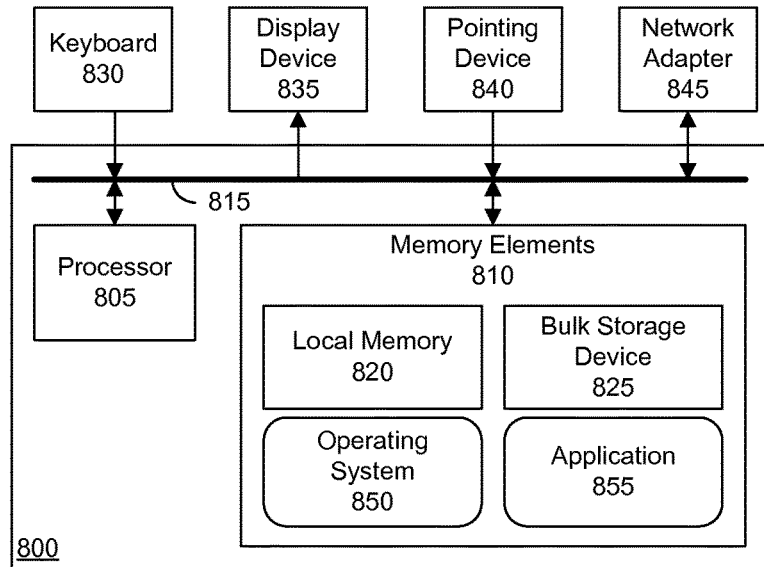 Keyboard
830
Display
Device
835
Pointing
Device
840
Network
Adapter
845
815
Processor
805
Memory Elements
810
Local Memory
820
Bulk Storage
Device
825
Operating
System
850
Application
855
800